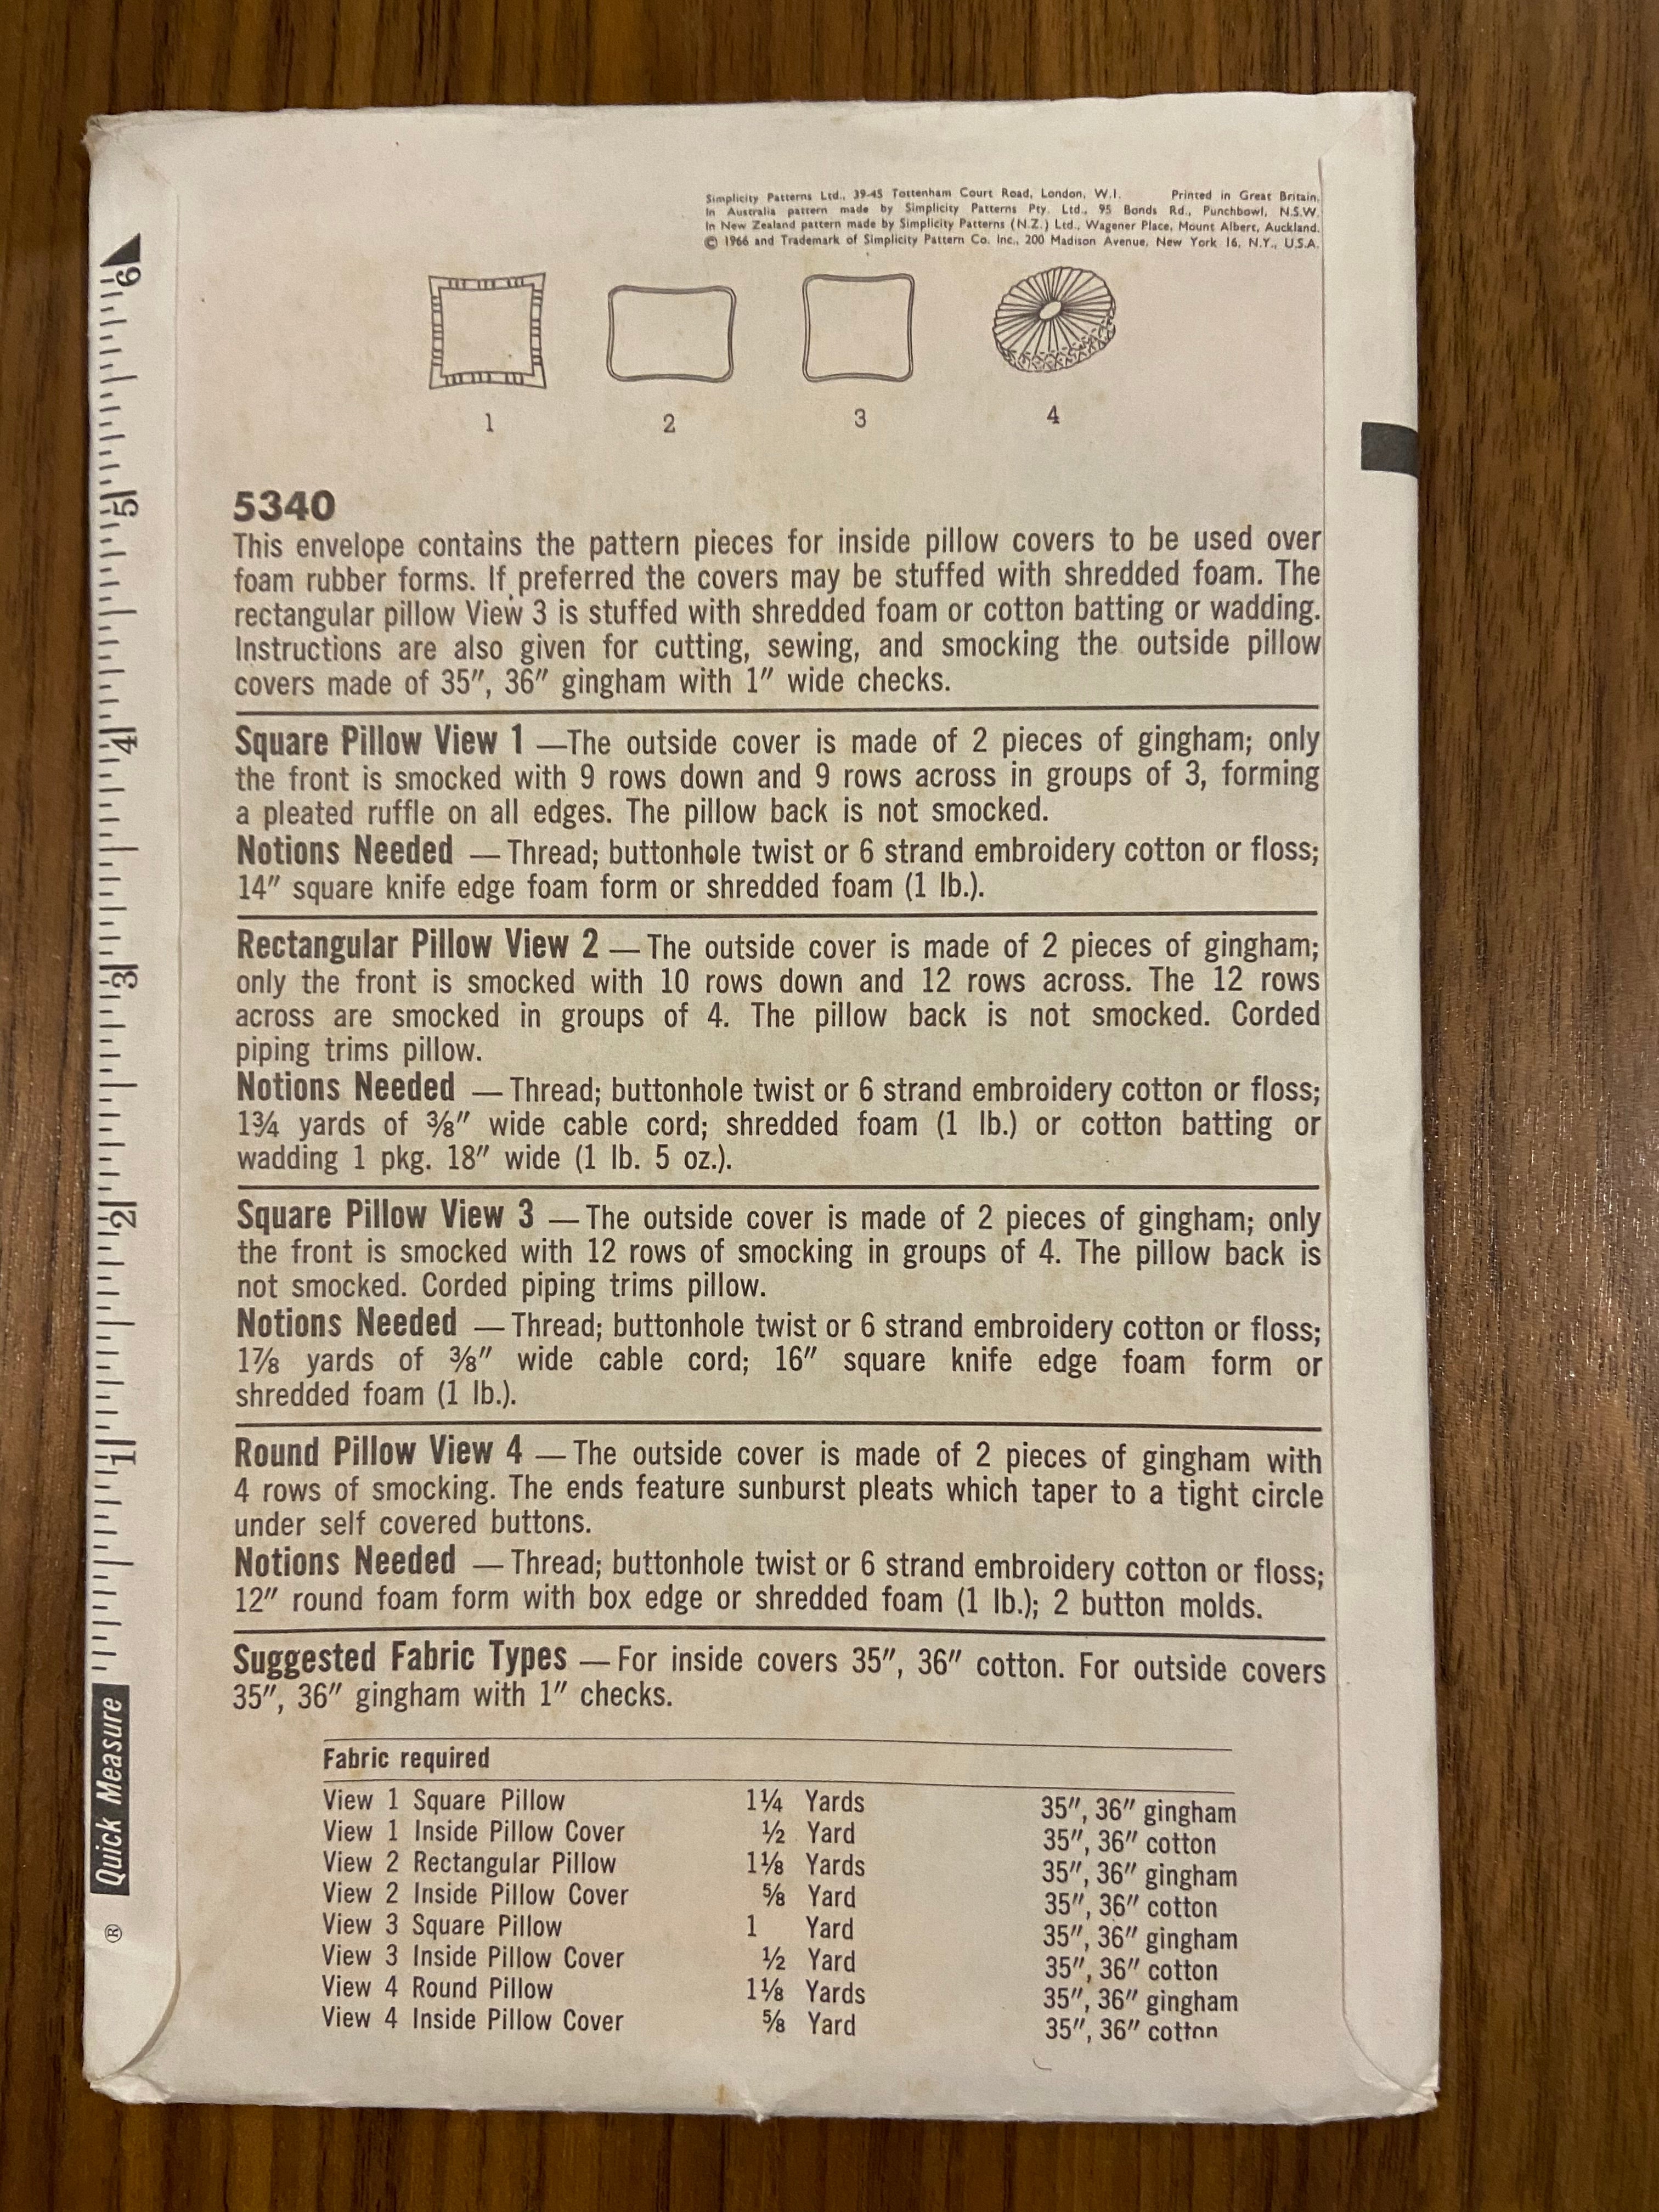 Simplicity Patterns Ltd., 39-45 Tottenham Court Road, London, W.1. Printed in Great Britain.
In Australia pattern made by Simplicity Patterns Pty. Ltd., 95 Bonds Rd., Punchbowl, N.S.W.
In New Zealand pattern made by Simplicity Patterns (N.Z.) Ltd., Wagener Place, Mount Albert, Auckland.
© 1966 and Trademark of Simplicity Pattern Co. Inc., 200 Madison Avenue, New York 16, N.Y., U.S.A.
1 2 3 4
5340
This envelope contains the pattern pieces for inside pillow covers to be used over
foam rubber forms. If preferred the covers may be stuffed with shredded foam. The
rectangular pillow View 3 is stuffed with shredded foam or cotton batting or wadding.
Instructions are also given for cutting, sewing, and smocking the outside pillow
covers made of 35″, 36″ gingham with 1″ wide checks.
Square Pillow View 1 —The outside cover is made of 2 pieces of gingham; only
the front is smocked with 9 rows down and 9 rows across in groups of 3, forming
a pleated ruffle on all edges. The pillow back is not smocked.
Notions Needed — Thread; buttonhole twist or 6 strand embroidery cotton or floss;
14″ square knife edge foam form or shredded foam (1 lb.).
Rectangular Pillow View 2 — The outside cover is made of 2 pieces of gingham;
only the front is smocked with 10 rows down and 12 rows across. The 12 rows
across are smocked in groups of 4. The pillow back is not smocked. Corded
piping trims pillow.
Notions Needed — Thread; buttonhole twist or 6 strand embroidery cotton or floss;
1¾ yards of ⅜″ wide cable cord; shredded foam (1 lb.) or cotton batting or
wadding 1 pkg. 18″ wide (1 lb. 5 oz.).
Square Pillow View 3 — The outside cover is made of 2 pieces of gingham; only
the front is smocked with 12 rows of smocking in groups of 4. The pillow back is
not smocked. Corded piping trims pillow.
Notions Needed — Thread; buttonhole twist or 6 strand embroidery cotton or floss;
1⅞ yards of ⅜″ wide cable cord; 16″ square knife edge foam form or
shredded foam (1 lb.).
Round Pillow View 4 — The outside cover is made of 2 pieces of gingham with
4 rows of smocking. The ends feature sunburst pleats which taper to a tight circle
under self covered buttons.
Notions Needed — Thread; buttonhole twist or 6 strand embroidery cotton or floss;
12″ round foam form with box edge or shredded foam (1 lb.); 2 button molds.
Suggested Fabric Types — For inside covers 35″, 36″ cotton. For outside covers
35″, 36″ gingham with 1″ checks.
Fabric required
View 1 Square Pillow 1¼ Yards 35″, 36″ gingham
View 1 Inside Pillow Cover ½ Yard 35″, 36″ cotton
View 2 Rectangular Pillow 1⅛ Yards 35″, 36″ gingham
View 2 Inside Pillow Cover ⅝ Yard 35″, 36″ cotton
View 3 Square Pillow 1 Yard 35″, 36″ gingham
View 3 Inside Pillow Cover ½ Yard 35″, 36″ cotton
View 4 Round Pillow 1⅛ Yards 35″, 36″ gingham
View 4 Inside Pillow Cover ⅝ Yard 35″, 36″ cotton
® Quick Measure 1 2 3 4 5 6